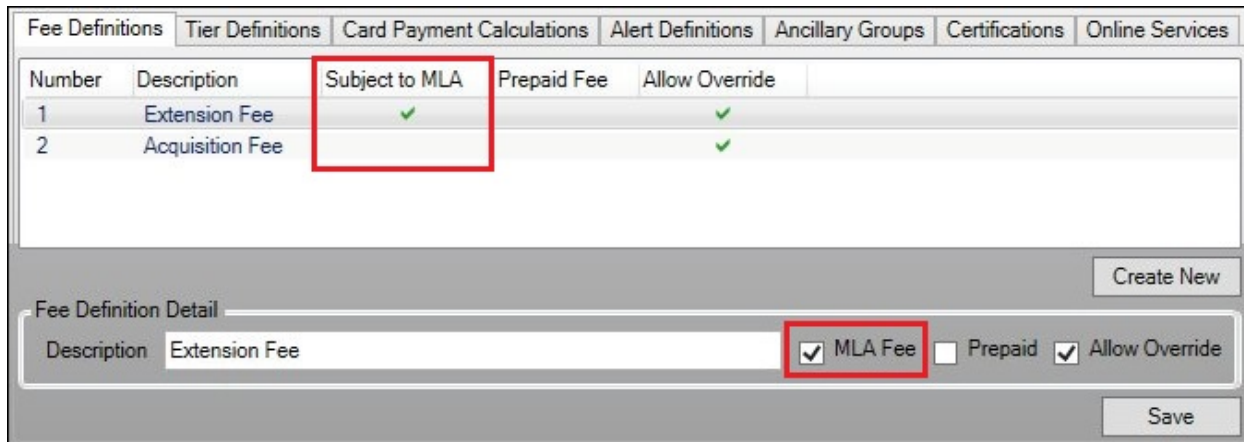 Fee Definitions Tier Definitions Card Payment Calculations Alert Definitions Ancillary Groups Certifications Online Services
Number Description Subject to MLA Prepaid Fee Allow Override
1 Extension Fee
2 Acquisition Fee
Create New
Fee Definition Detail
Description Extension Fee MLA Fee Prepaid Allow Override
Save